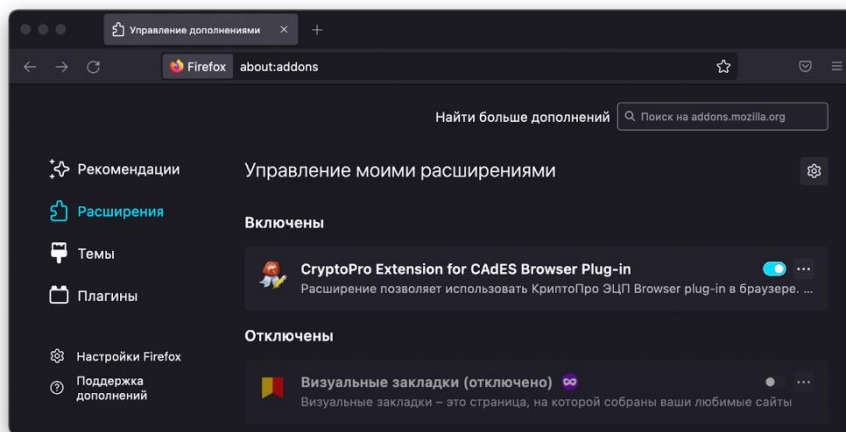 Управление дополнениями
Firefox about:addons
Найти больше дополнений Поиск на addons.mozilla.org
Рекомендации
Расширения
Темы
Плагины
Настройки Firefox
Поддержка
дополнений
Управление моими расширениями
Включены
CryptoPro Extension for CAdES Browser Plug-in
Расширение позволяет использовать КриптоПро ЭЦП Browser plug-in в браузере. ...
Отключены
Визуальные закладки (отключено)
Визуальные закладки – это страница, на которой собраны ваши любимые сайты